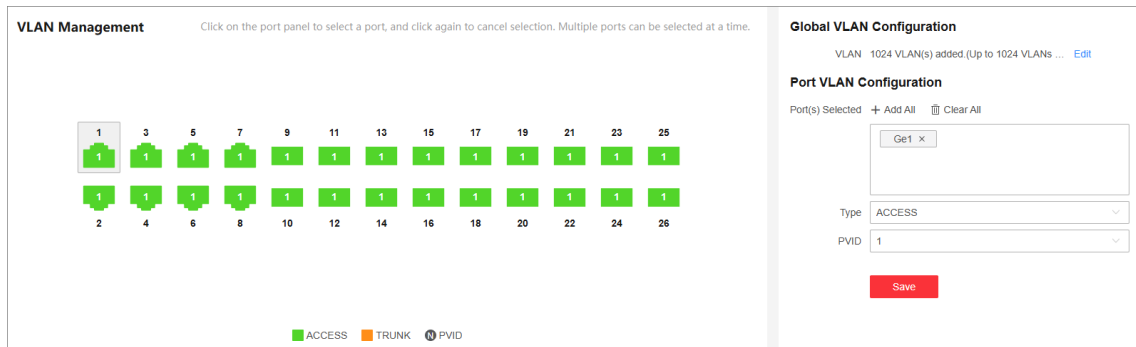 VLAN Management
Click on the port panel to select a port, and click again to cancel selection. Multiple ports can be selected at a time.
1 3 5 7 9 11 13 15 17 19 21 23 25
1 1 1 1 1 1 1 1 1 1 1 1 1
1 1 1 1 1 1 1 1 1 1 1 1 1
2 4 6 8 10 12 14 16 18 20 22 24 26
ACCESS TRUNK N PVID
Global VLAN Configuration
VLAN 1024 VLAN(s) added.(Up to 1024 VLANs ... Edit
Port VLAN Configuration
Port(s) Selected + Add All Clear All
Ge1 ×
Type ACCESS
PVID 1
Save